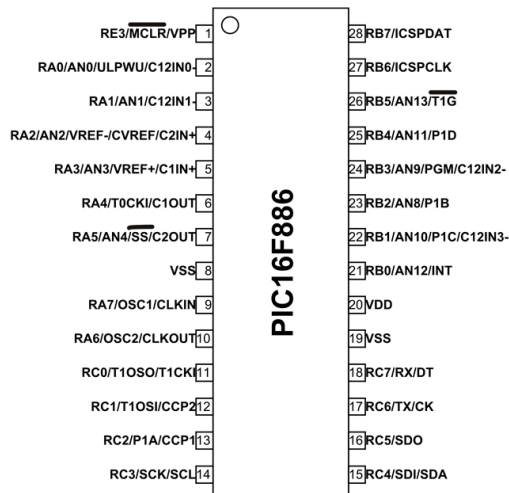 RE3/MCLR/VPP 1 28 RB7/ICSPDAT
RA0/AN0/ULPWU/C12IN0- 2 27 RB6/ICSPCLK
RA1/AN1/C12IN1- 3 26 RB5/AN13/T1G
RA2/AN2/VREF-/CVREF/C2IN+ 4 25 RB4/AN11/P1D
RA3/AN3/VREF+/C1IN+ 5 24 RB3/AN9/PGM/C12IN2-
RA4/T0CKI/C1OUT 6 23 RB2/AN8/P1B
RA5/AN4/SS/C2OUT 7 22 RB1/AN10/P1C/C12IN3-
VSS 8 21 RB0/AN12/INT
RA7/OSC1/CLKIN 9 20 VDD
RA6/OSC2/CLKOUT 10 19 VSS
RC0/T1OSO/T1CKI 11 18 RC7/RX/DT
RC1/T1OSI/CCP2 12 17 RC6/TX/CK
RC2/P1A/CCP1 13 16 RC5/SDO
RC3/SCK/SCL 14 15 RC4/SDI/SDA
PIC16F886